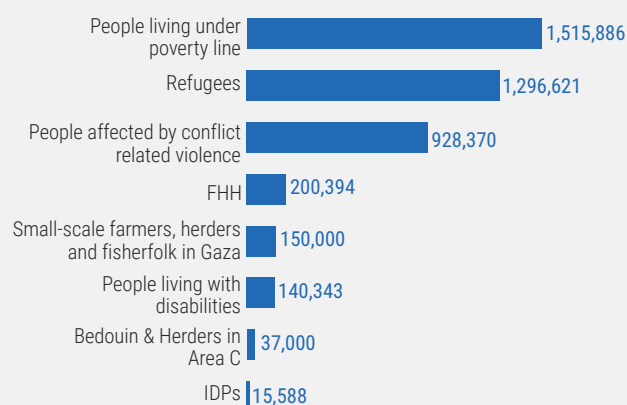 People living under
poverty line
1,515,886
Refugees
1,296,621
People affected by conflict
related violence
928,370
FHH
200,394
Small-scale farmers, herders
and fisherfolk in Gaza
150,000
People living with
disabilities
140,343
Bedouin & Herders in
Area C
37,000
IDPs
15,588